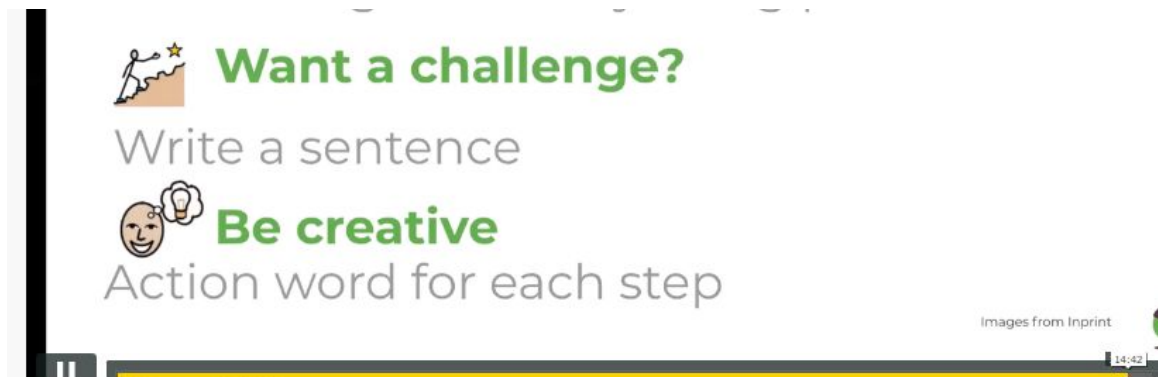 Want a challenge?
Write a sentence
Be creative
Action word for each step
Images from Inprint
14:42